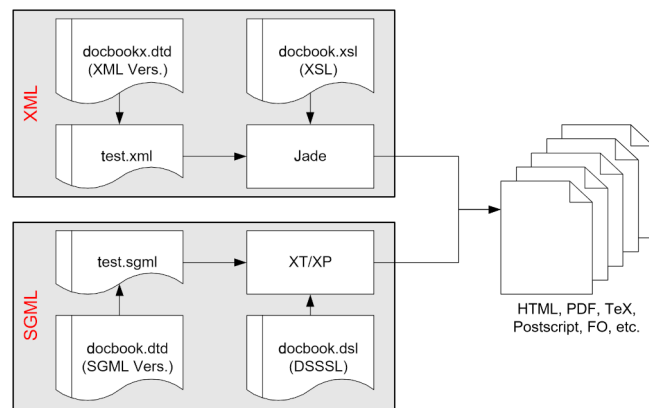 XML
docbookx.dtd
(XML Vers.)
docbook.xsl
(XSL)
test.xml
Jade
SGML
test.sgml
XT/XP
docbook.dtd
(SGML Vers.)
docbook.dsl
(DSSSL)
HTML, PDF, TeX,
Postscript, FO, etc.